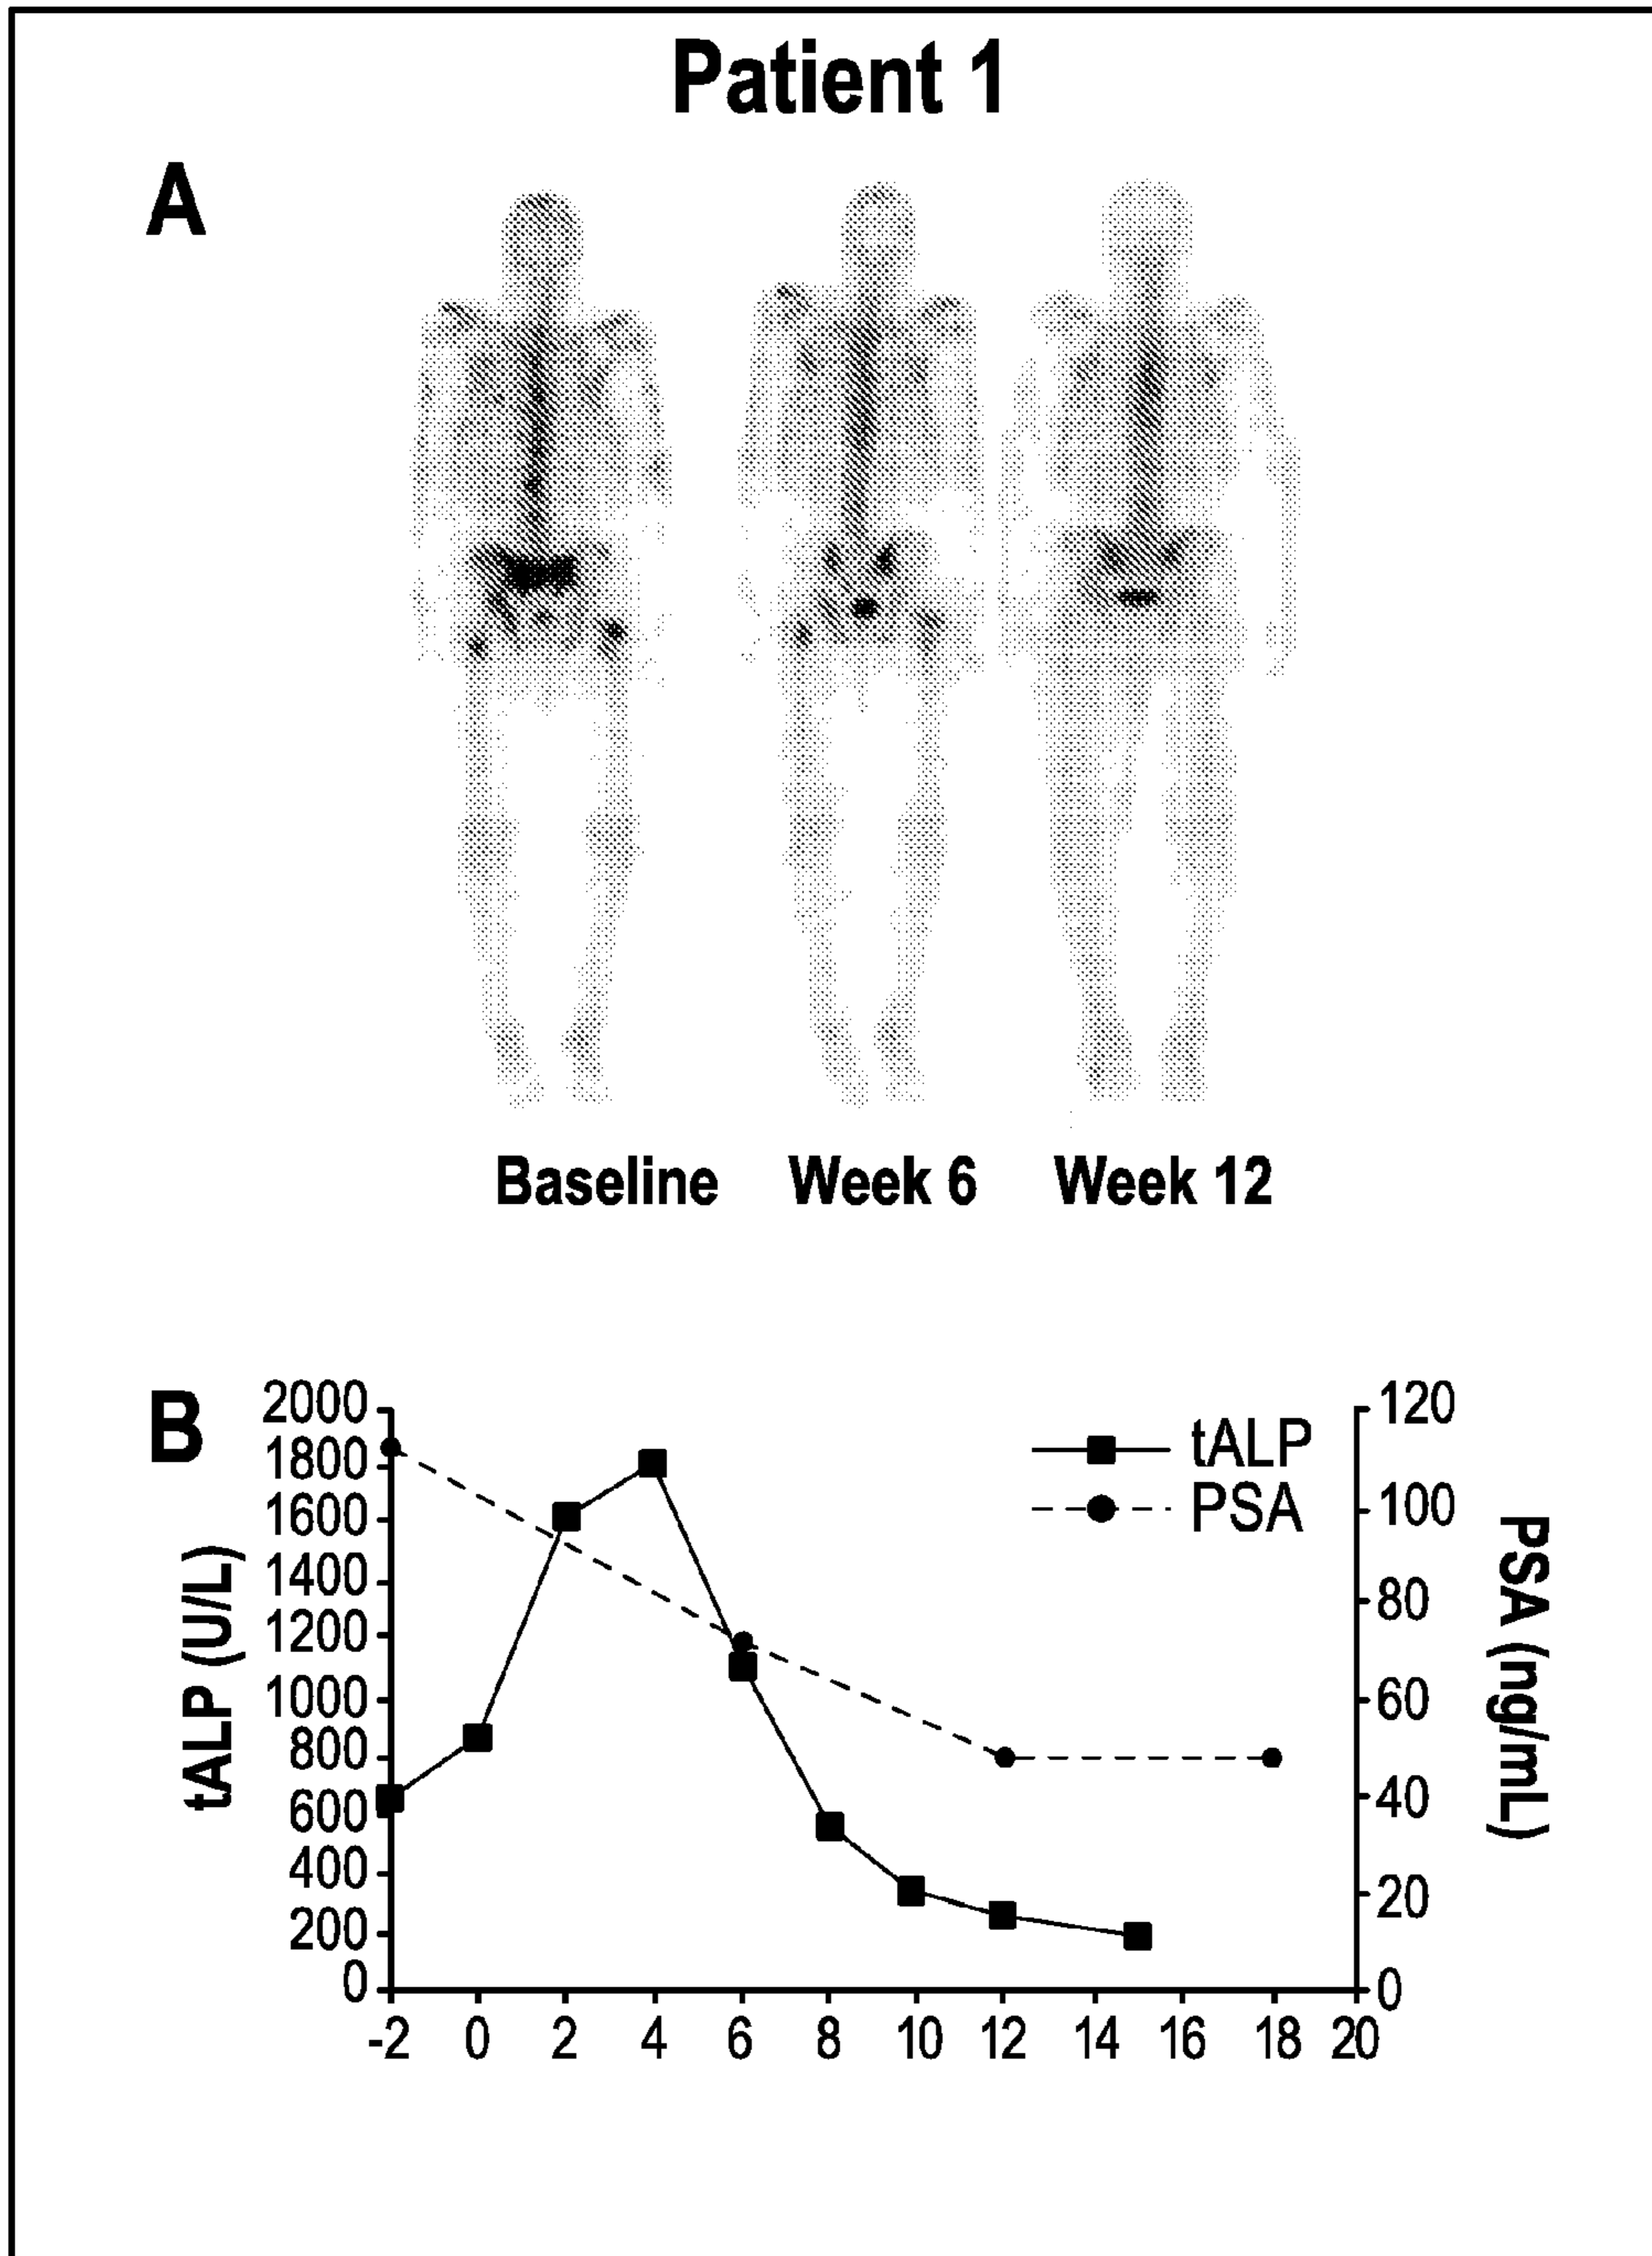 Patient 1
A
Baseline Week 6 Week 12
B
tALP (U/L)
2000
1800
1600
1400
1200
1000
800
600
400
200
0
tALP
PSA
120
100
80
60
40
20
0
PSA (ng/mL)
-2 0 2 4 6 8 10 12 14 16 18 20